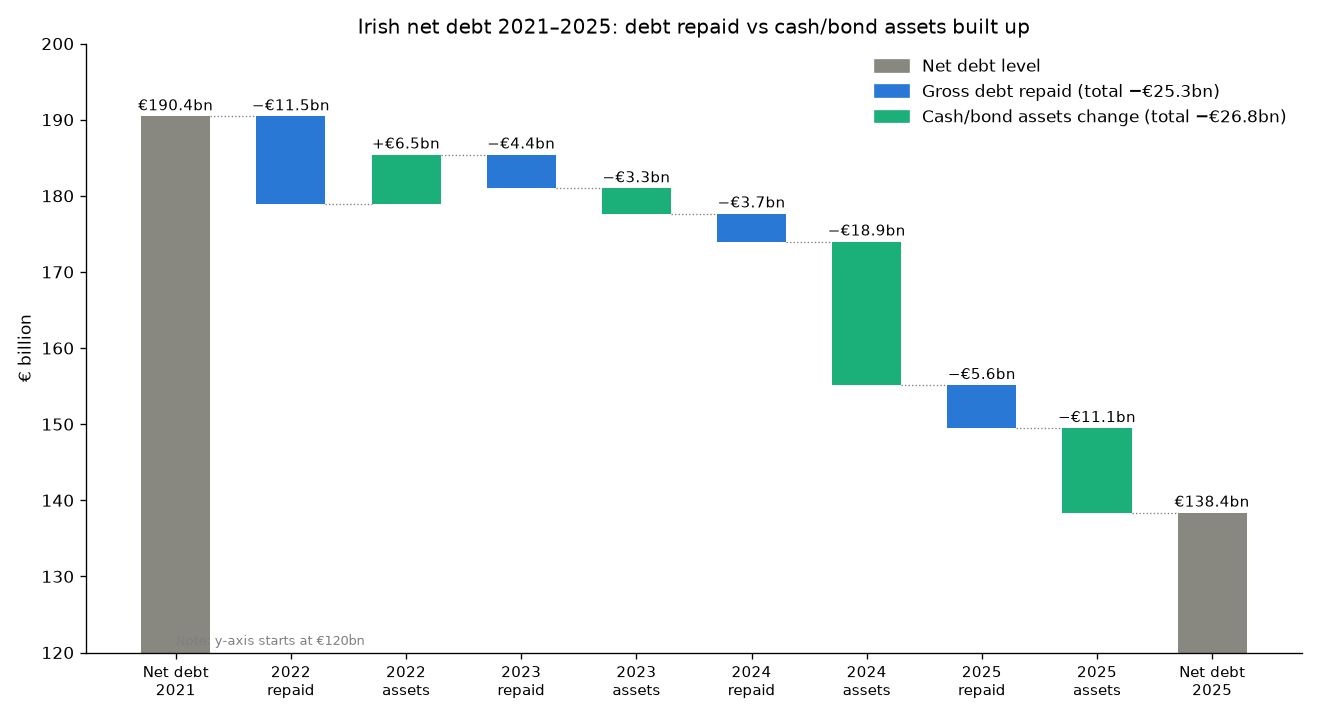 Irish net debt 2021–2025: debt repaid vs cash/bond assets built up
Net debt level
Gross debt repaid (total −€25.3bn)
Cash/bond assets change (total −€26.8bn)
€ billion
200
190
180
170
160
150
140
130
120
€190.4bn
−€11.5bn
+€6.5bn
−€4.4bn
−€3.3bn
−€3.7bn
−€18.9bn
−€5.6bn
−€11.1bn
€138.4bn
Note: y-axis starts at €120bn
Net debt
2021
2022
repaid
2022
assets
2023
repaid
2023
assets
2024
repaid
2024
assets
2025
repaid
2025
assets
Net debt
2025